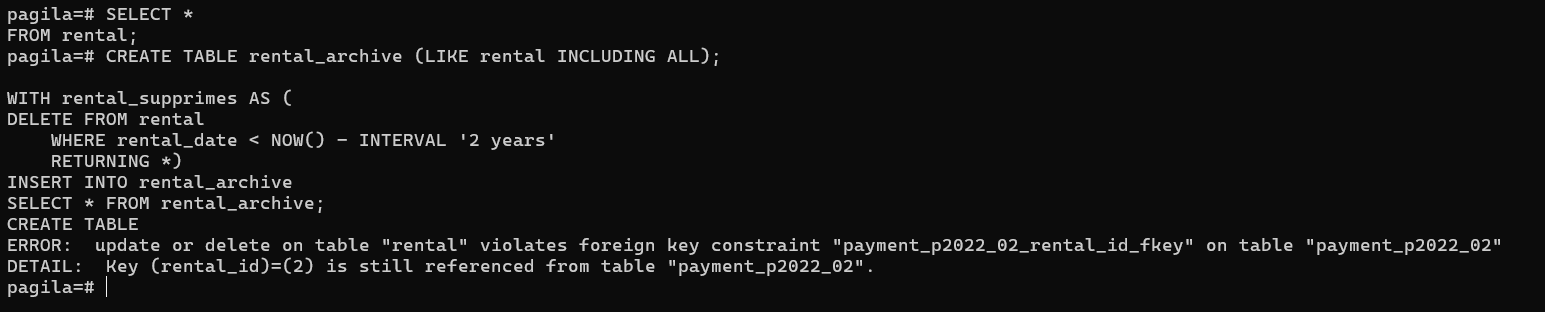 pagila=# SELECT *
FROM rental;
pagila=# CREATE TABLE rental_archive (LIKE rental INCLUDING ALL);
WITH rental_supprimes AS (
DELETE FROM rental
    WHERE rental_date < NOW() - INTERVAL '2 years'
    RETURNING *)
INSERT INTO rental_archive
SELECT * FROM rental_archive;
CREATE TABLE
ERROR:  update or delete on table "rental" violates foreign key constraint "payment_p2022_02_rental_id_fkey" on table "payment_p2022_02"
DETAIL:  Key (rental_id)=(2) is still referenced from table "payment_p2022_02".
pagila=#